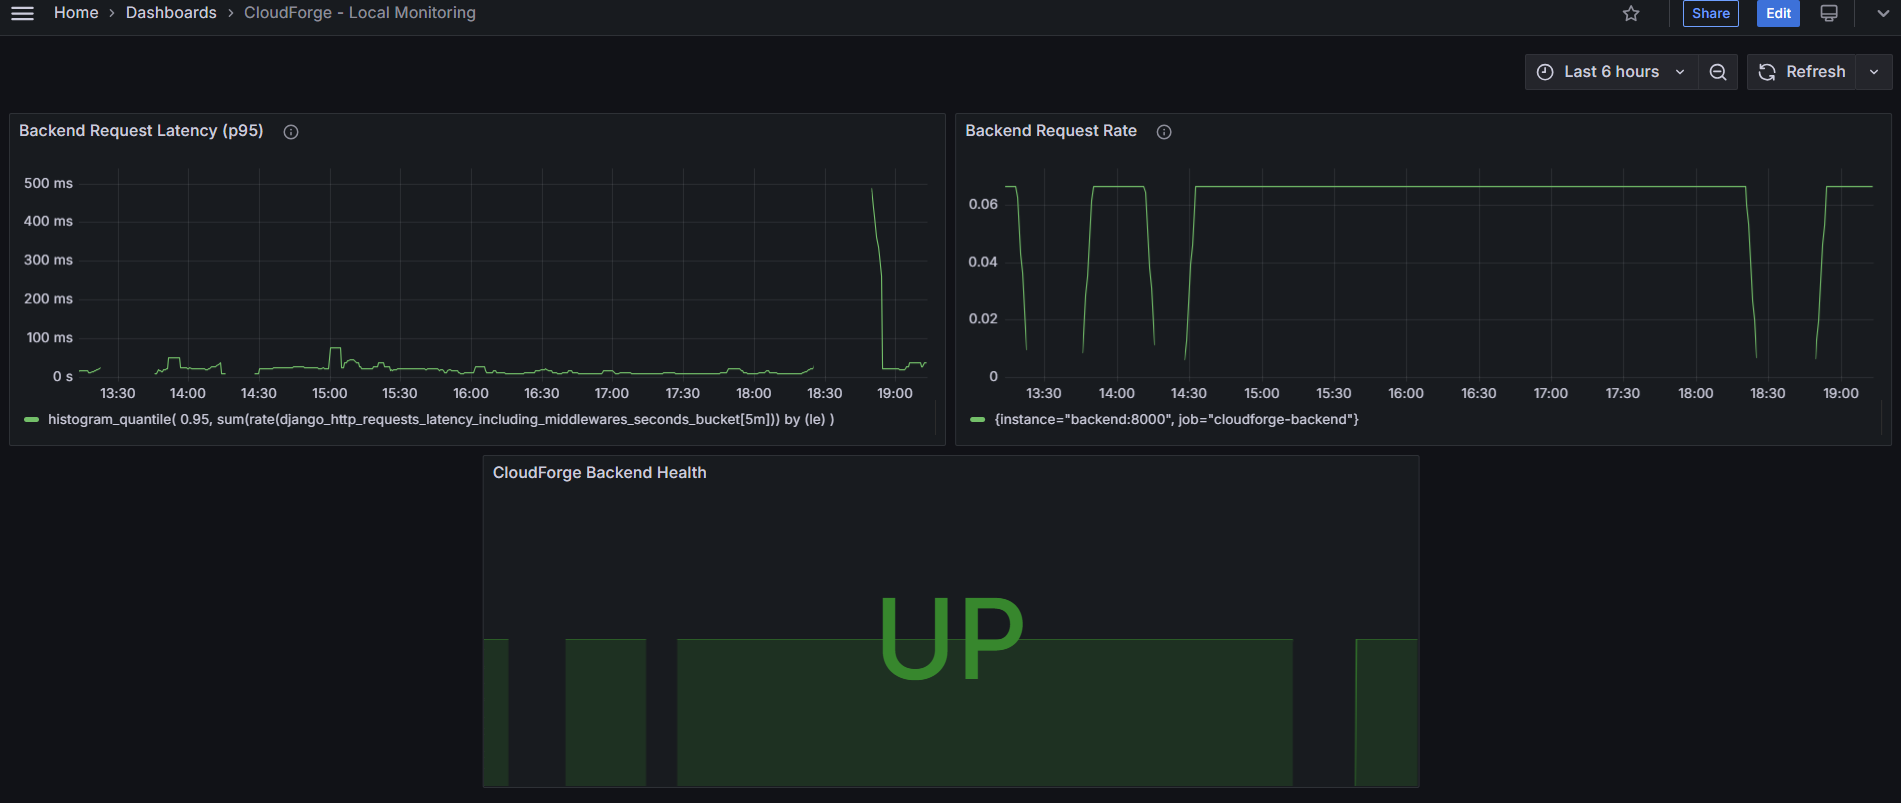 Home › Dashboards › CloudForge - Local Monitoring
Share
Edit
Last 6 hours
Refresh
Backend Request Latency (p95)
500 ms
400 ms
300 ms
200 ms
100 ms
0 s
13:30 14:00 14:30 15:00 15:30 16:00 16:30 17:00 17:30 18:00 18:30 19:00
histogram_quantile( 0.95, sum(rate(django_http_requests_latency_including_middlewares_seconds_bucket[5m])) by (le) )
Backend Request Rate
0.06
0.04
0.02
0
13:30 14:00 14:30 15:00 15:30 16:00 16:30 17:00 17:30 18:00 18:30 19:00
{instance="backend:8000", job="cloudforge-backend"}
CloudForge Backend Health
UP